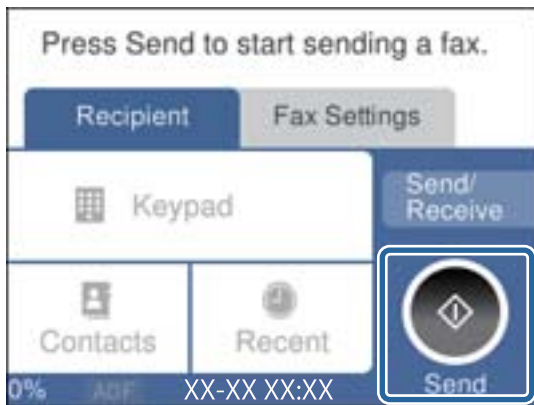 Press Send to start sending a fax.
Recipient
Fax Settings
Keypad
Send/
Receive
Contacts
Recent
0%
ADF
XX-XX XX:XX
Send